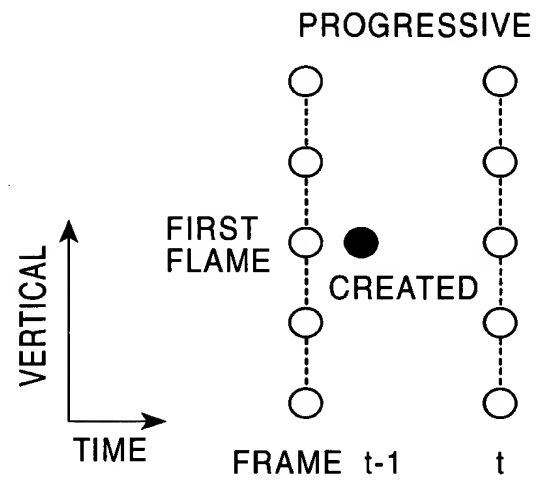 PROGRESSIVE
FIRST
FLAME
CREATED
VERTICAL
TIME
FRAME t-1 t